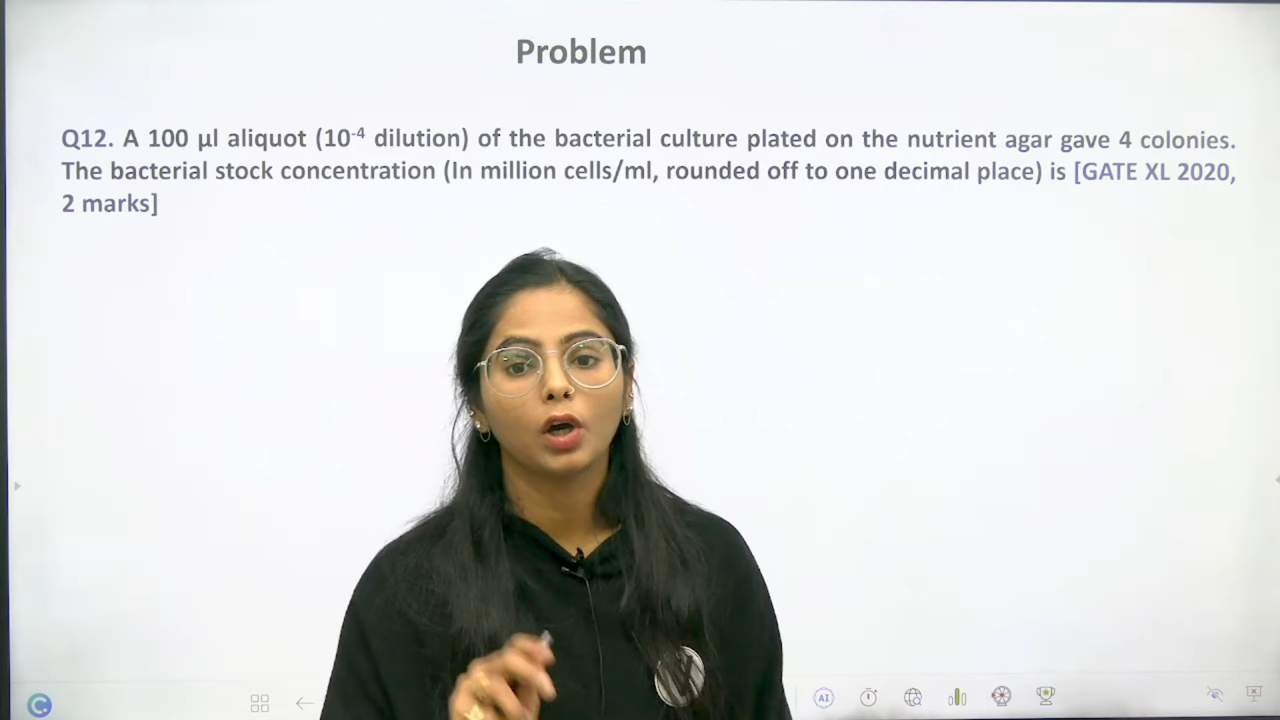 Problem
Q12. A 100 µl aliquot (10⁻⁴ dilution) of the bacterial culture plated on the nutrient agar gave 4 colonies.
The bacterial stock concentration (In million cells/ml, rounded off to one decimal place) is [GATE XL 2020,
2 marks]
AI